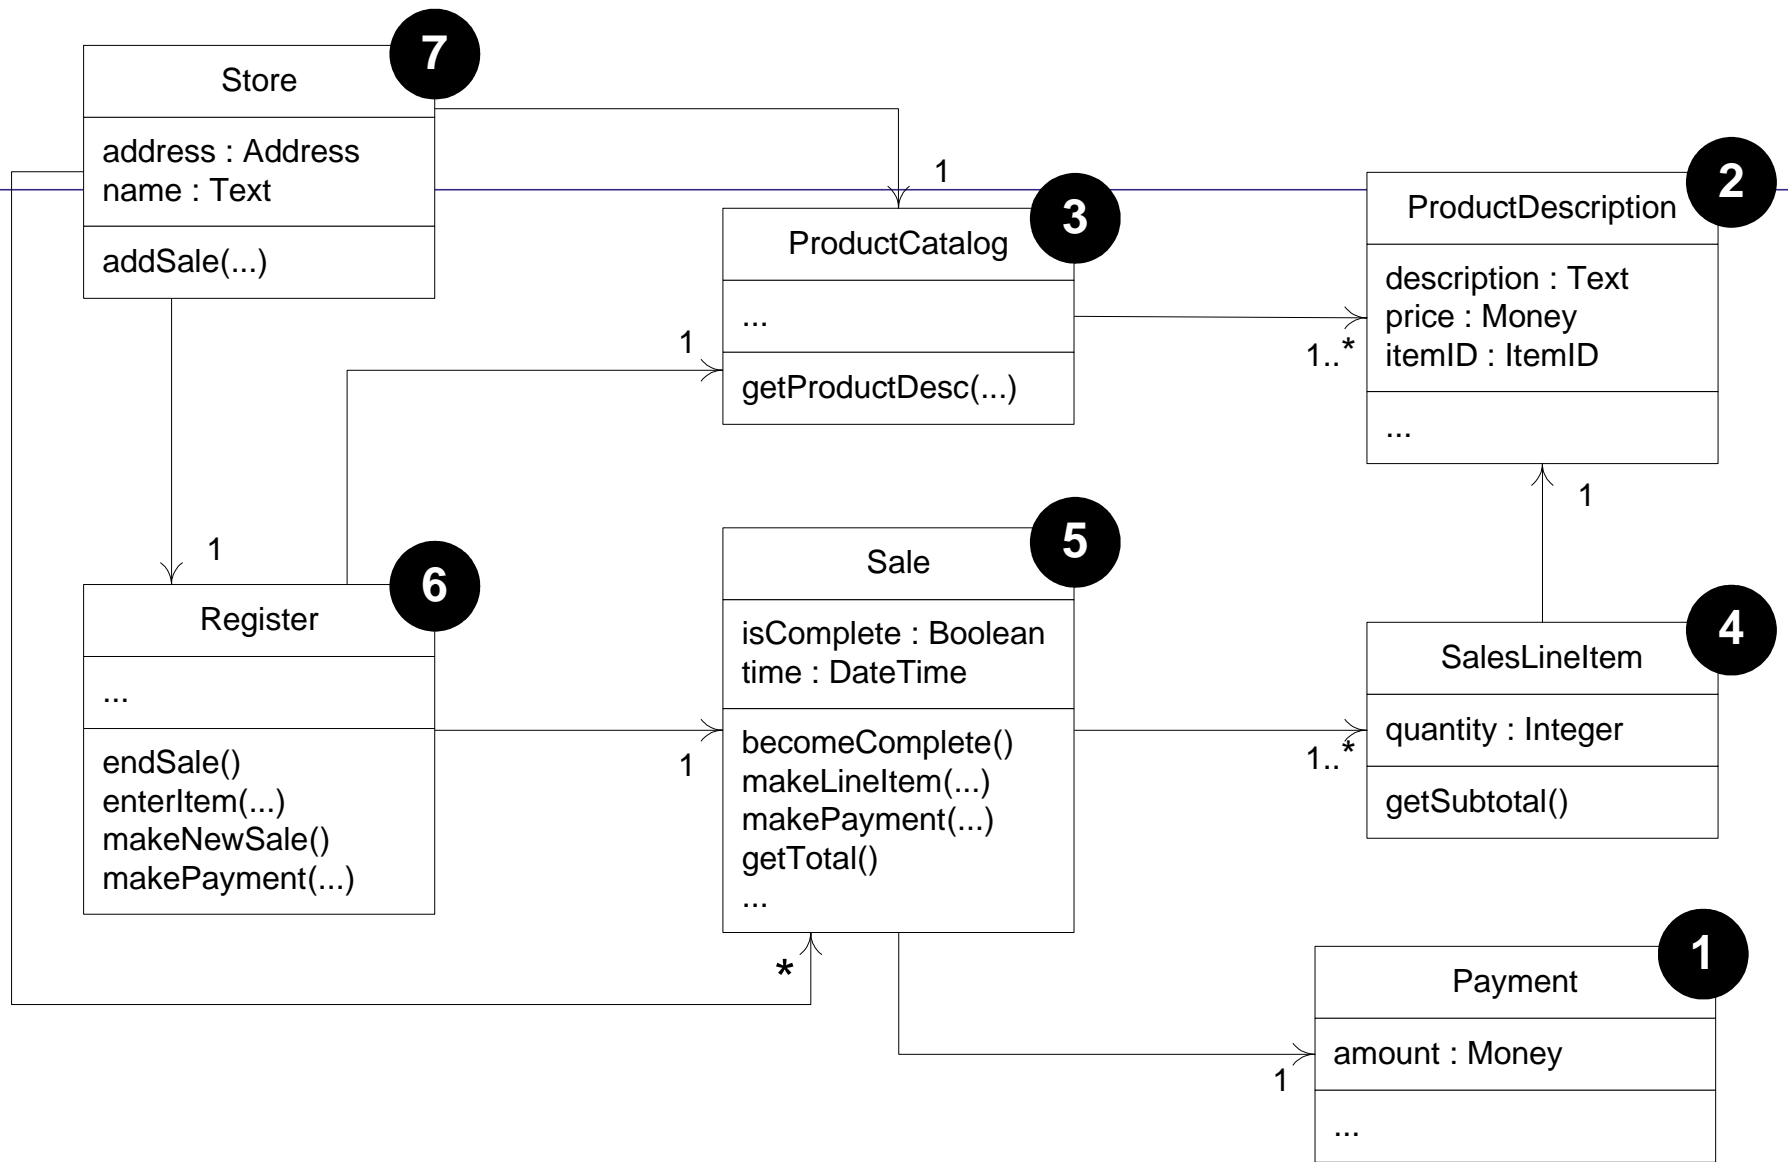 7
Store
address : Address
name : Text
addSale(...)
1
3
ProductCatalog
...
getProductDesc(...)
1
2
ProductDescription
description : Text
price : Money
itemID : ItemID
...
1..*
1
1
6
Register
...
endSale()
enterItem(...)
makeNewSale()
makePayment(...)
1
5
Sale
isComplete : Boolean
time : DateTime
becomeComplete()
makeLineItem(...)
makePayment(...)
getTotal()
...
*
4
SalesLineItem
quantity : Integer
getSubtotal()
1..*
1
Payment
amount : Money
...
1